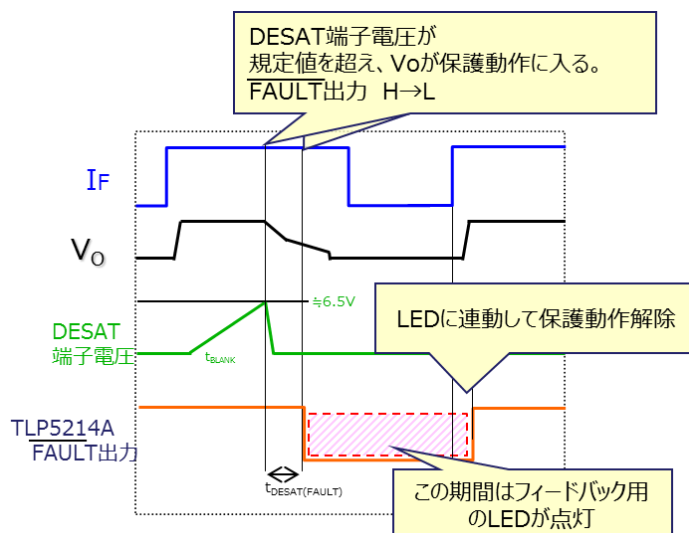 DESAT端子電圧が
規定値を超え、Voが保護動作に入る。
FAULT出力 H→L
IF
VO
≒6.5V
DESAT
端子電圧
tBLANK
LEDに連動して保護動作解除
TLP5214A
FAULT出力
tDESAT(FAULT)
この期間はフィードバック用
のLEDが点灯